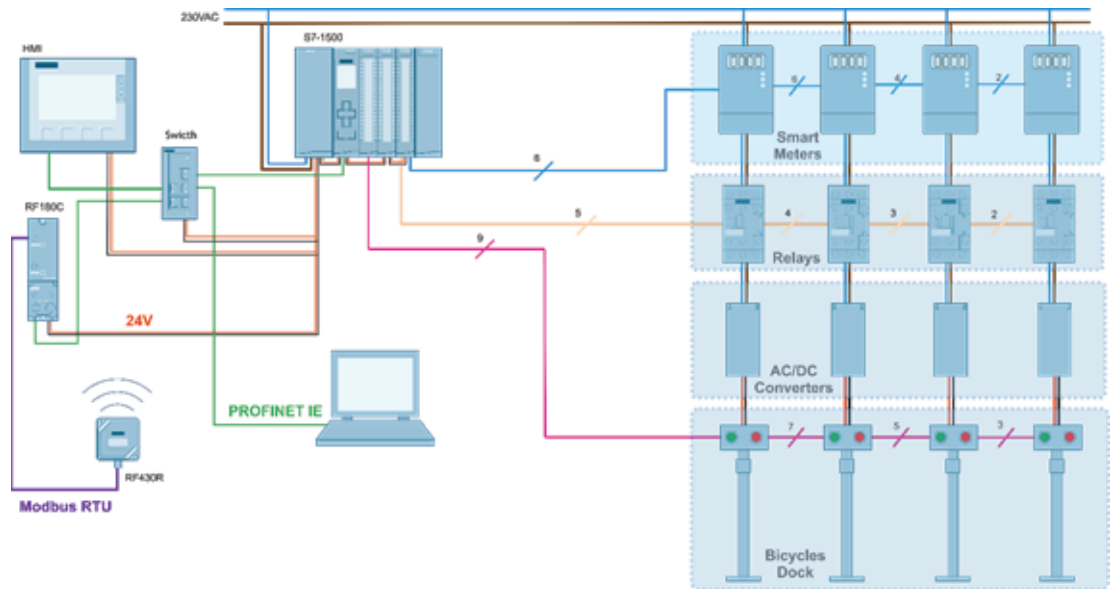 230VAC
HMI
S7-1500
Swicth
RF180C
6
4
2
Smart
Meters
6
5
4
3
2
9
Relays
24V
AC/DC
Converters
PROFINET IE
7
5
3
RF430R
Modbus RTU
Bicycles
Dock